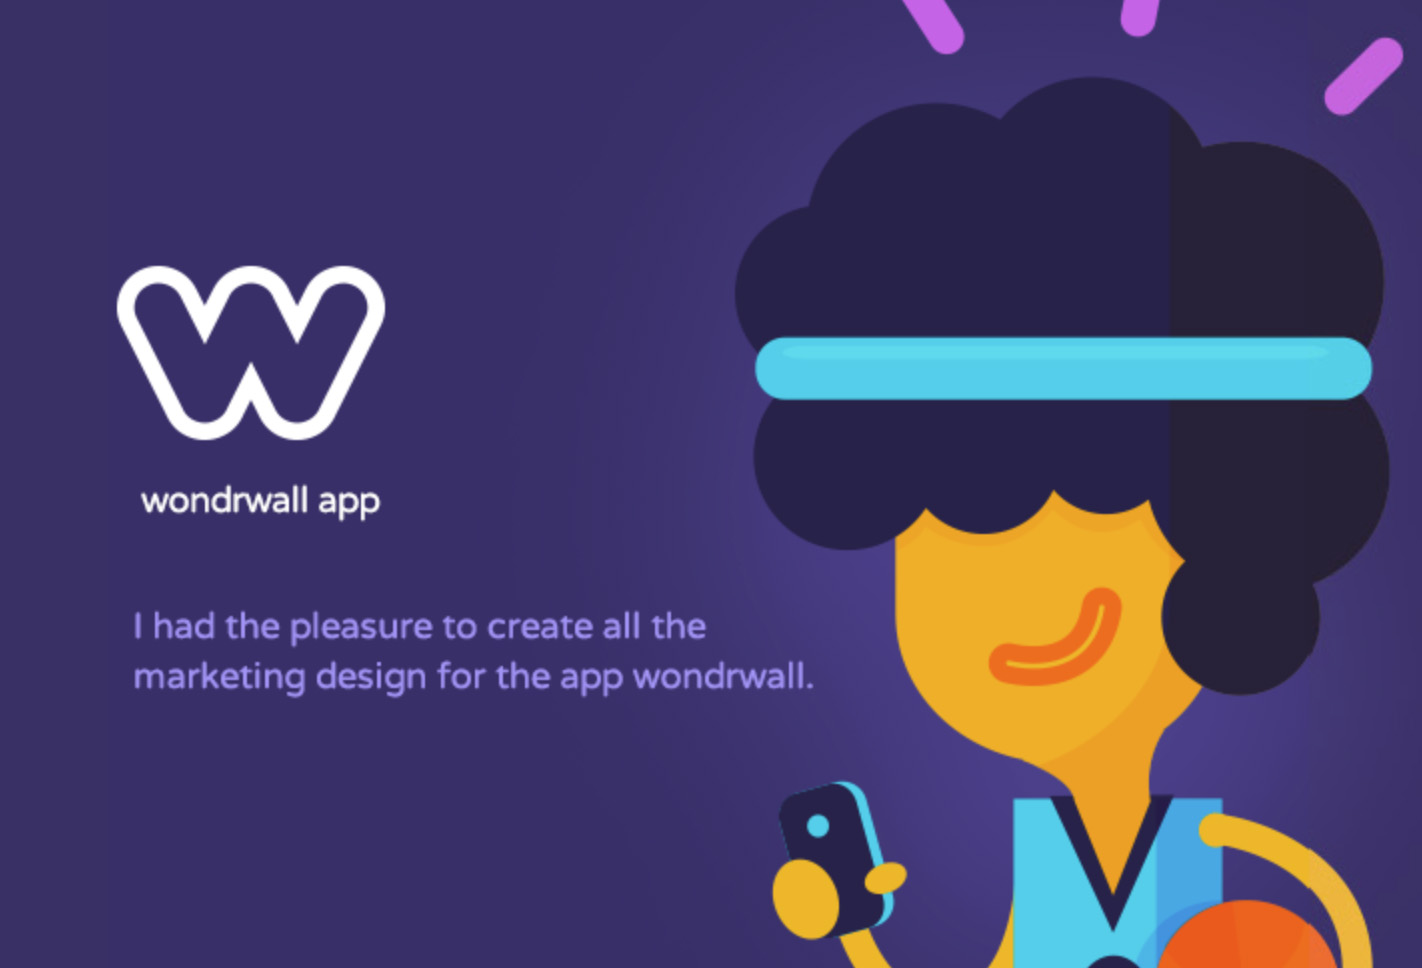 wondrwall app
I had the pleasure to create all the
marketing design for the app wondrwall.